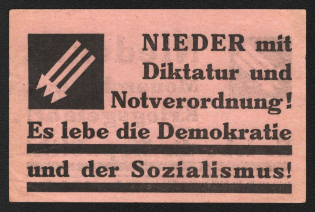 NIEDER mit
Diktatur und
Notverordnung!
Es lebe die Demokratie
und der Sozialismus!